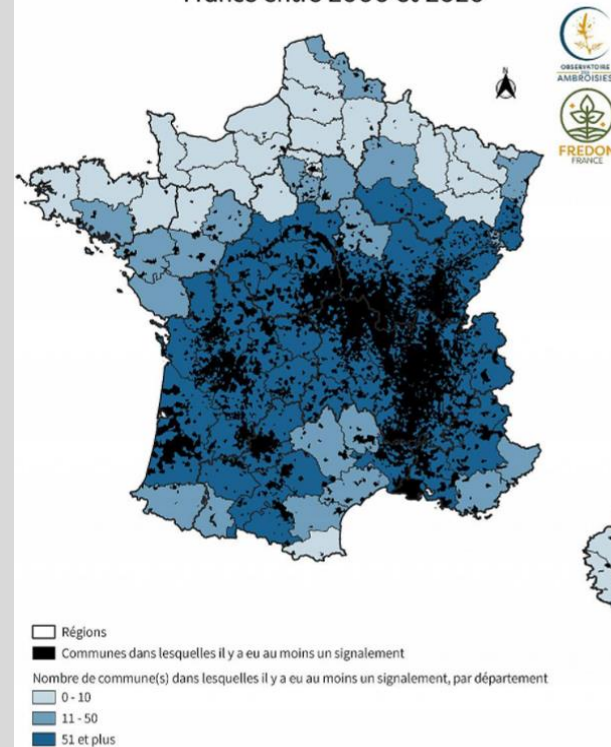 OBSERVATOIRE
DES
AMBROISIES
FREDON
FRANCE
Régions
Communes dans lesquelles il y a eu au moins un signalement
Nombre de commune(s) dans lesquelles il y a eu au moins un signalement, par département
0 - 10
11 - 50
51 et plus